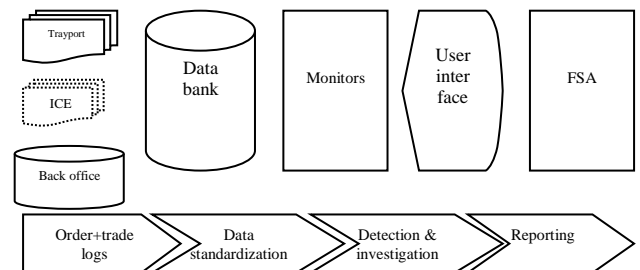 Trayport
ICE
Back office
Data
bank
Monitors
User
inter
face
FSA
Order+trade
logs
Data
standardization
Detection &
investigation
Reporting